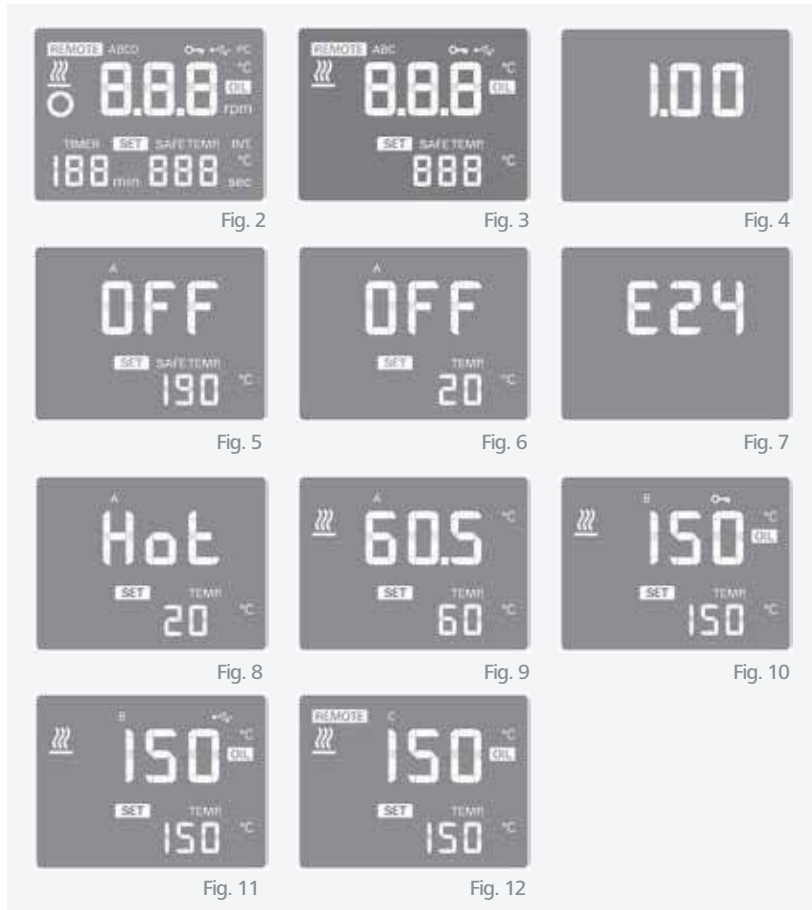 REMOTE ABCD PC
°C
8.8.8 OIL
rpm
TIMER SET SAFE TEMP. INT.
°C
188 min 888 sec
Fig. 2
REMOTE ABC
°C
8.8.8 OIL
SET SAFE TEMP.
888 °C
Fig. 3
1.00
Fig. 4
A
OFF
SET SAFE TEMP.
190 °C
Fig. 5
A
OFF
SET TEMP.
20 °C
Fig. 6
E24
Fig. 7
A
Hot
SET TEMP.
20 °C
Fig. 8
A
60.5 °C
SET TEMP.
60 °C
Fig. 9
B
150 °C
OIL
SET TEMP.
150 °C
Fig. 10
B
150 °C
OIL
SET TEMP.
150 °C
Fig. 11
REMOTE C
150 °C
OIL
SET TEMP.
150 °C
Fig. 12